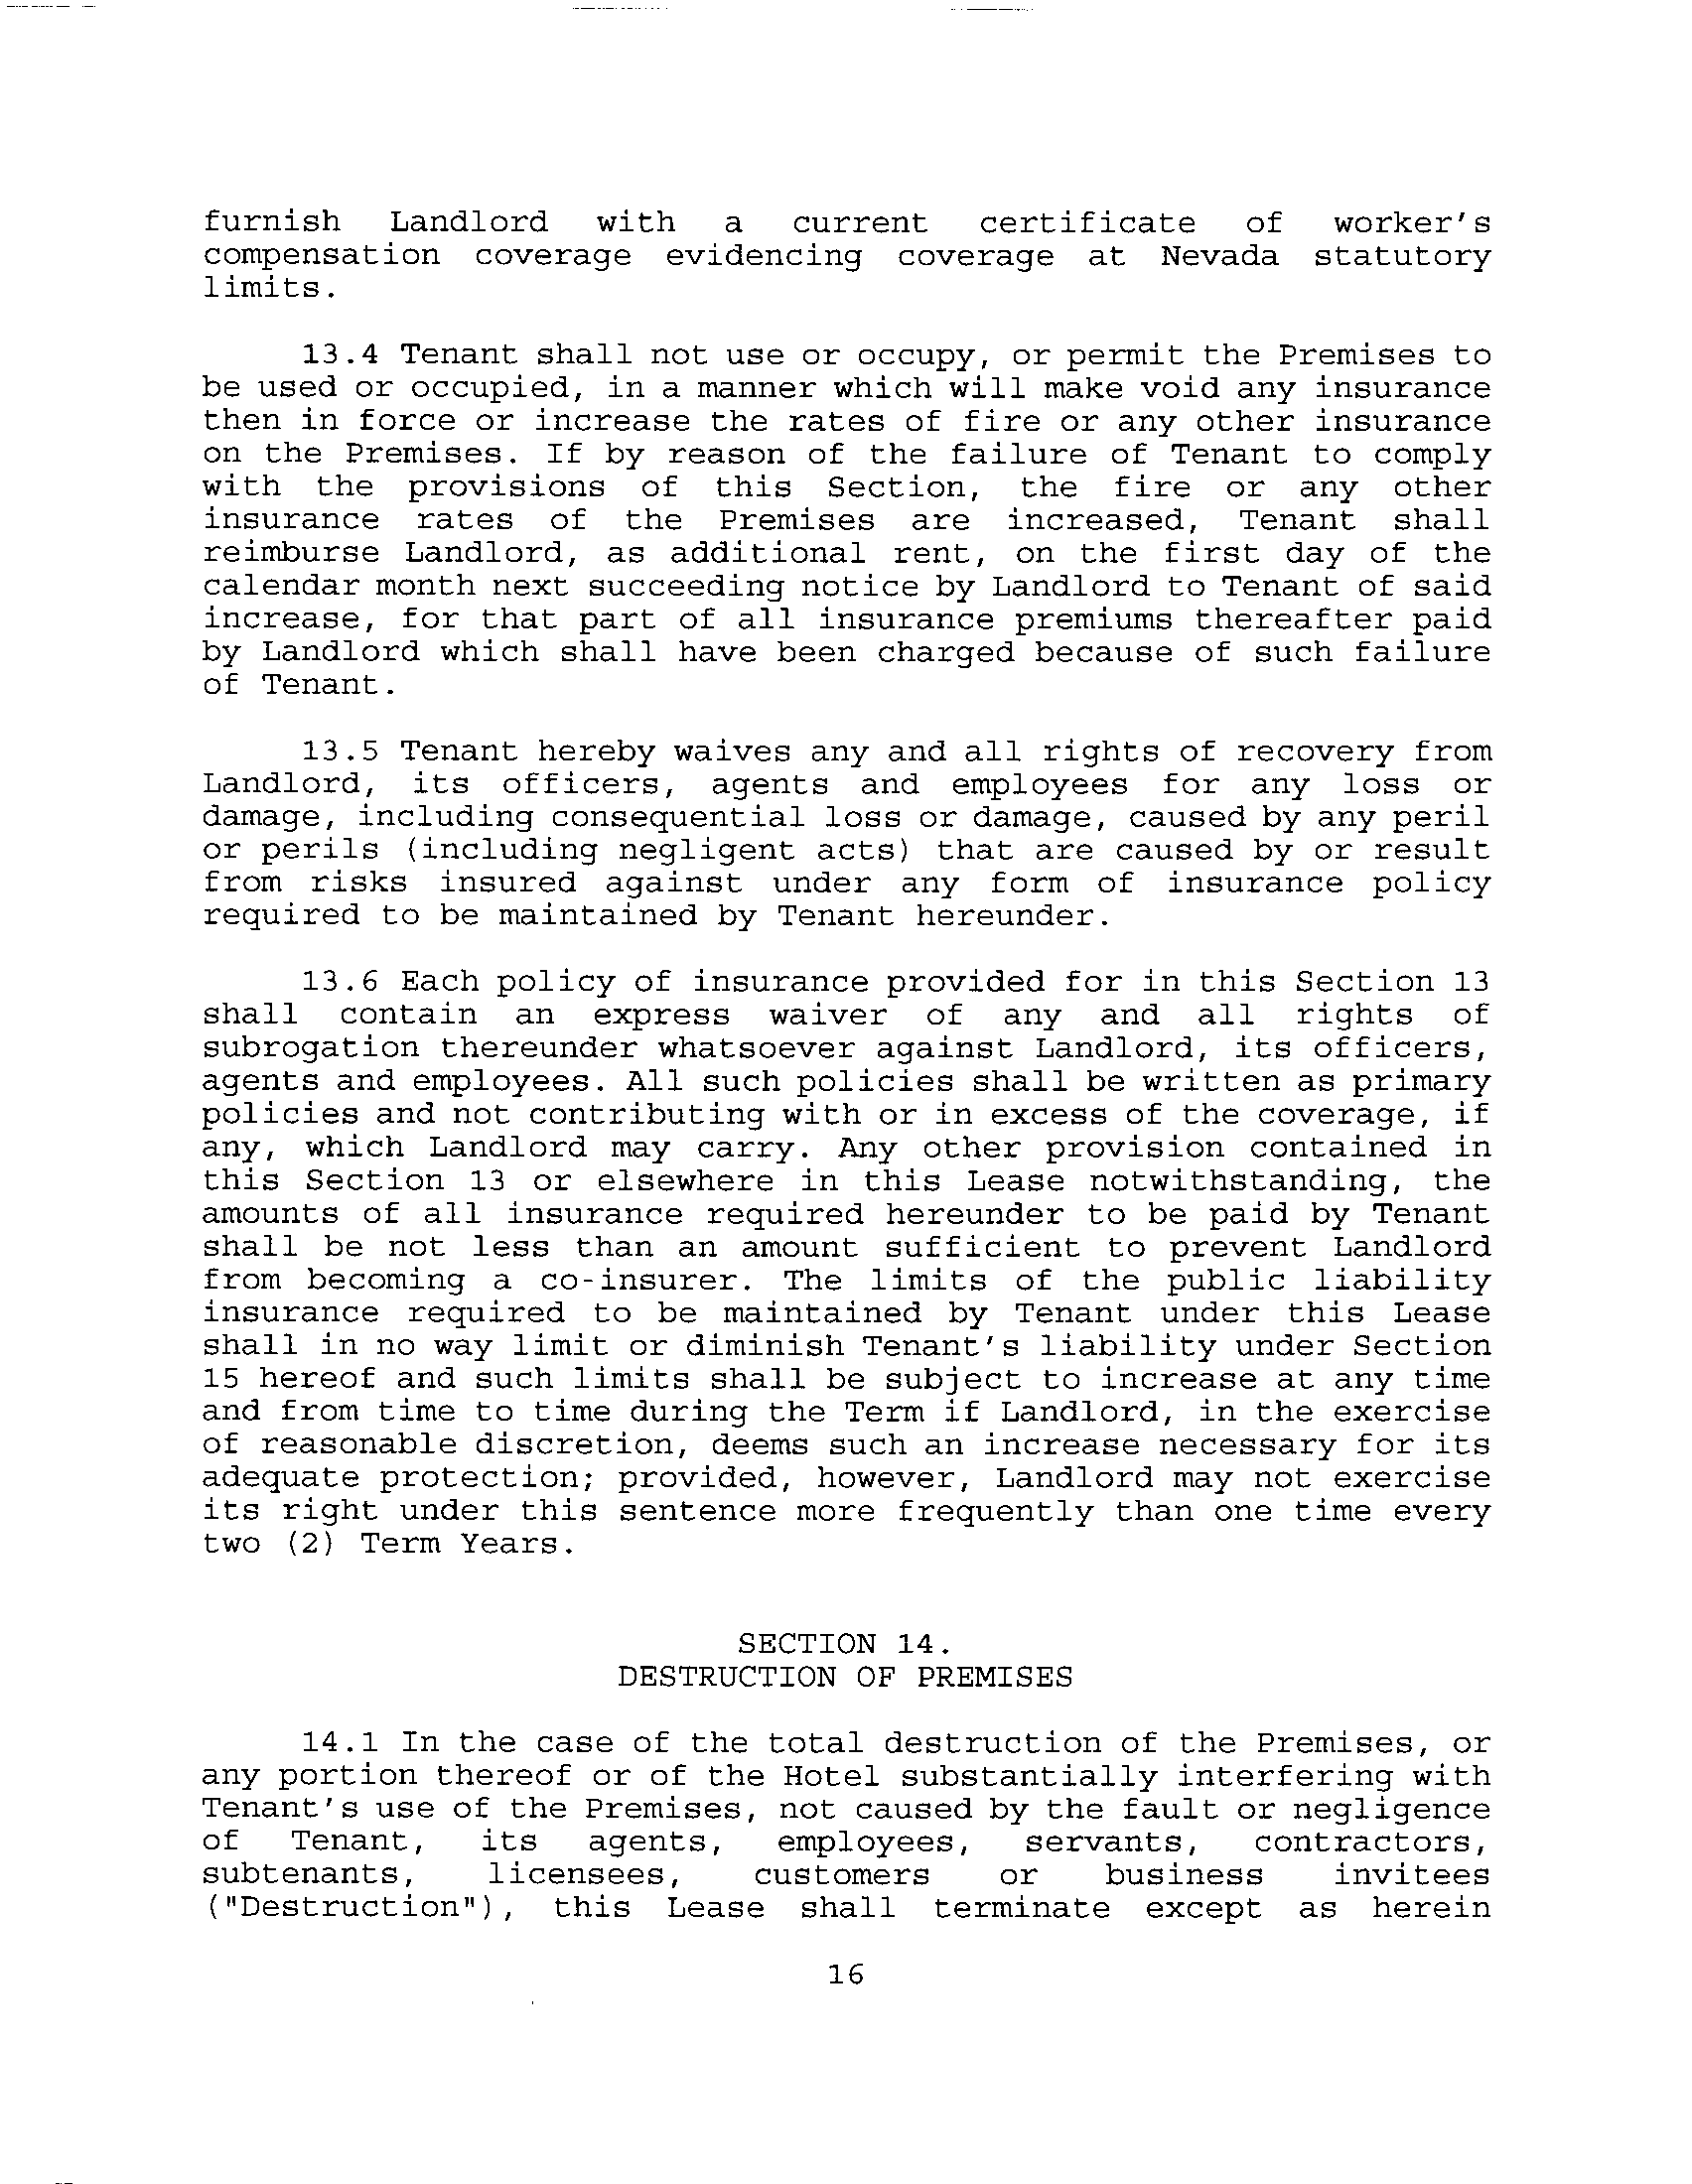 furnish Landlord with a current certificate of worker's
compensation coverage evidencing coverage at Nevada statutory
limits.
13.4 Tenant shall not use or occupy, or permit the Premises to
be used or occupied, in a manner which will make void any insurance
then in force or increase the rates of fire or any other insurance
on the Premises. If by reason of the failure of Tenant to comply
with the provisions of this Section, the fire or any other
insurance rates of the Premises are increased, Tenant shall
reimburse Landlord, as additional rent, on the first day of the
calendar month next succeeding notice by Landlord to Tenant of said
increase, for that part of all insurance premiums thereafter paid
by Landlord which shall have been charged because of such failure
of Tenant.
13.5 Tenant hereby waives any and all rights of recovery from
Landlord, its officers, agents and employees for any loss or
damage, including consequential loss or damage, caused by any peril
or perils (including negligent acts) that are caused by or result
from risks insured against under any form of insurance policy
required to be maintained by Tenant hereunder.
13.6 Each policy of insurance provided for in this Section 13
shall contain an express waiver of any and all rights of
subrogation thereunder whatsoever against Landlord, its officers,
agents and employees. All such policies shall be written as primary
policies and not contributing with or in excess of the coverage, if
any, which Landlord may carry. Any other provision contained in
this Section 13 or elsewhere in this Lease notwithstanding, the
amounts of all insurance required hereunder to be paid by Tenant
shall be not less than an amount sufficient to prevent Landlord
from becoming a co-insurer. The limits of the public liability
insurance required to be maintained by Tenant under this Lease
shall in no way limit or diminish Tenant's liability under Section
15 hereof and such limits shall be subject to increase at any time
and from time to time during the Term if Landlord, in the exercise
of reasonable discretion, deems such an increase necessary for its
adequate protection; provided, however, Landlord may not exercise
its right under this sentence more frequently than one time every
two (2) Term Years.
SECTION 14.
DESTRUCTION OF PREMISES
14.1 In the case of the total destruction of the Premises, or
any portion thereof or of the Hotel substantially interfering with
Tenant's use of the Premises, not caused by the fault or negligence
of Tenant, its agents, employees, servants, contractors,
subtenants, licensees, customers or business invitees
("Destruction"), this Lease shall terminate except as herein
16